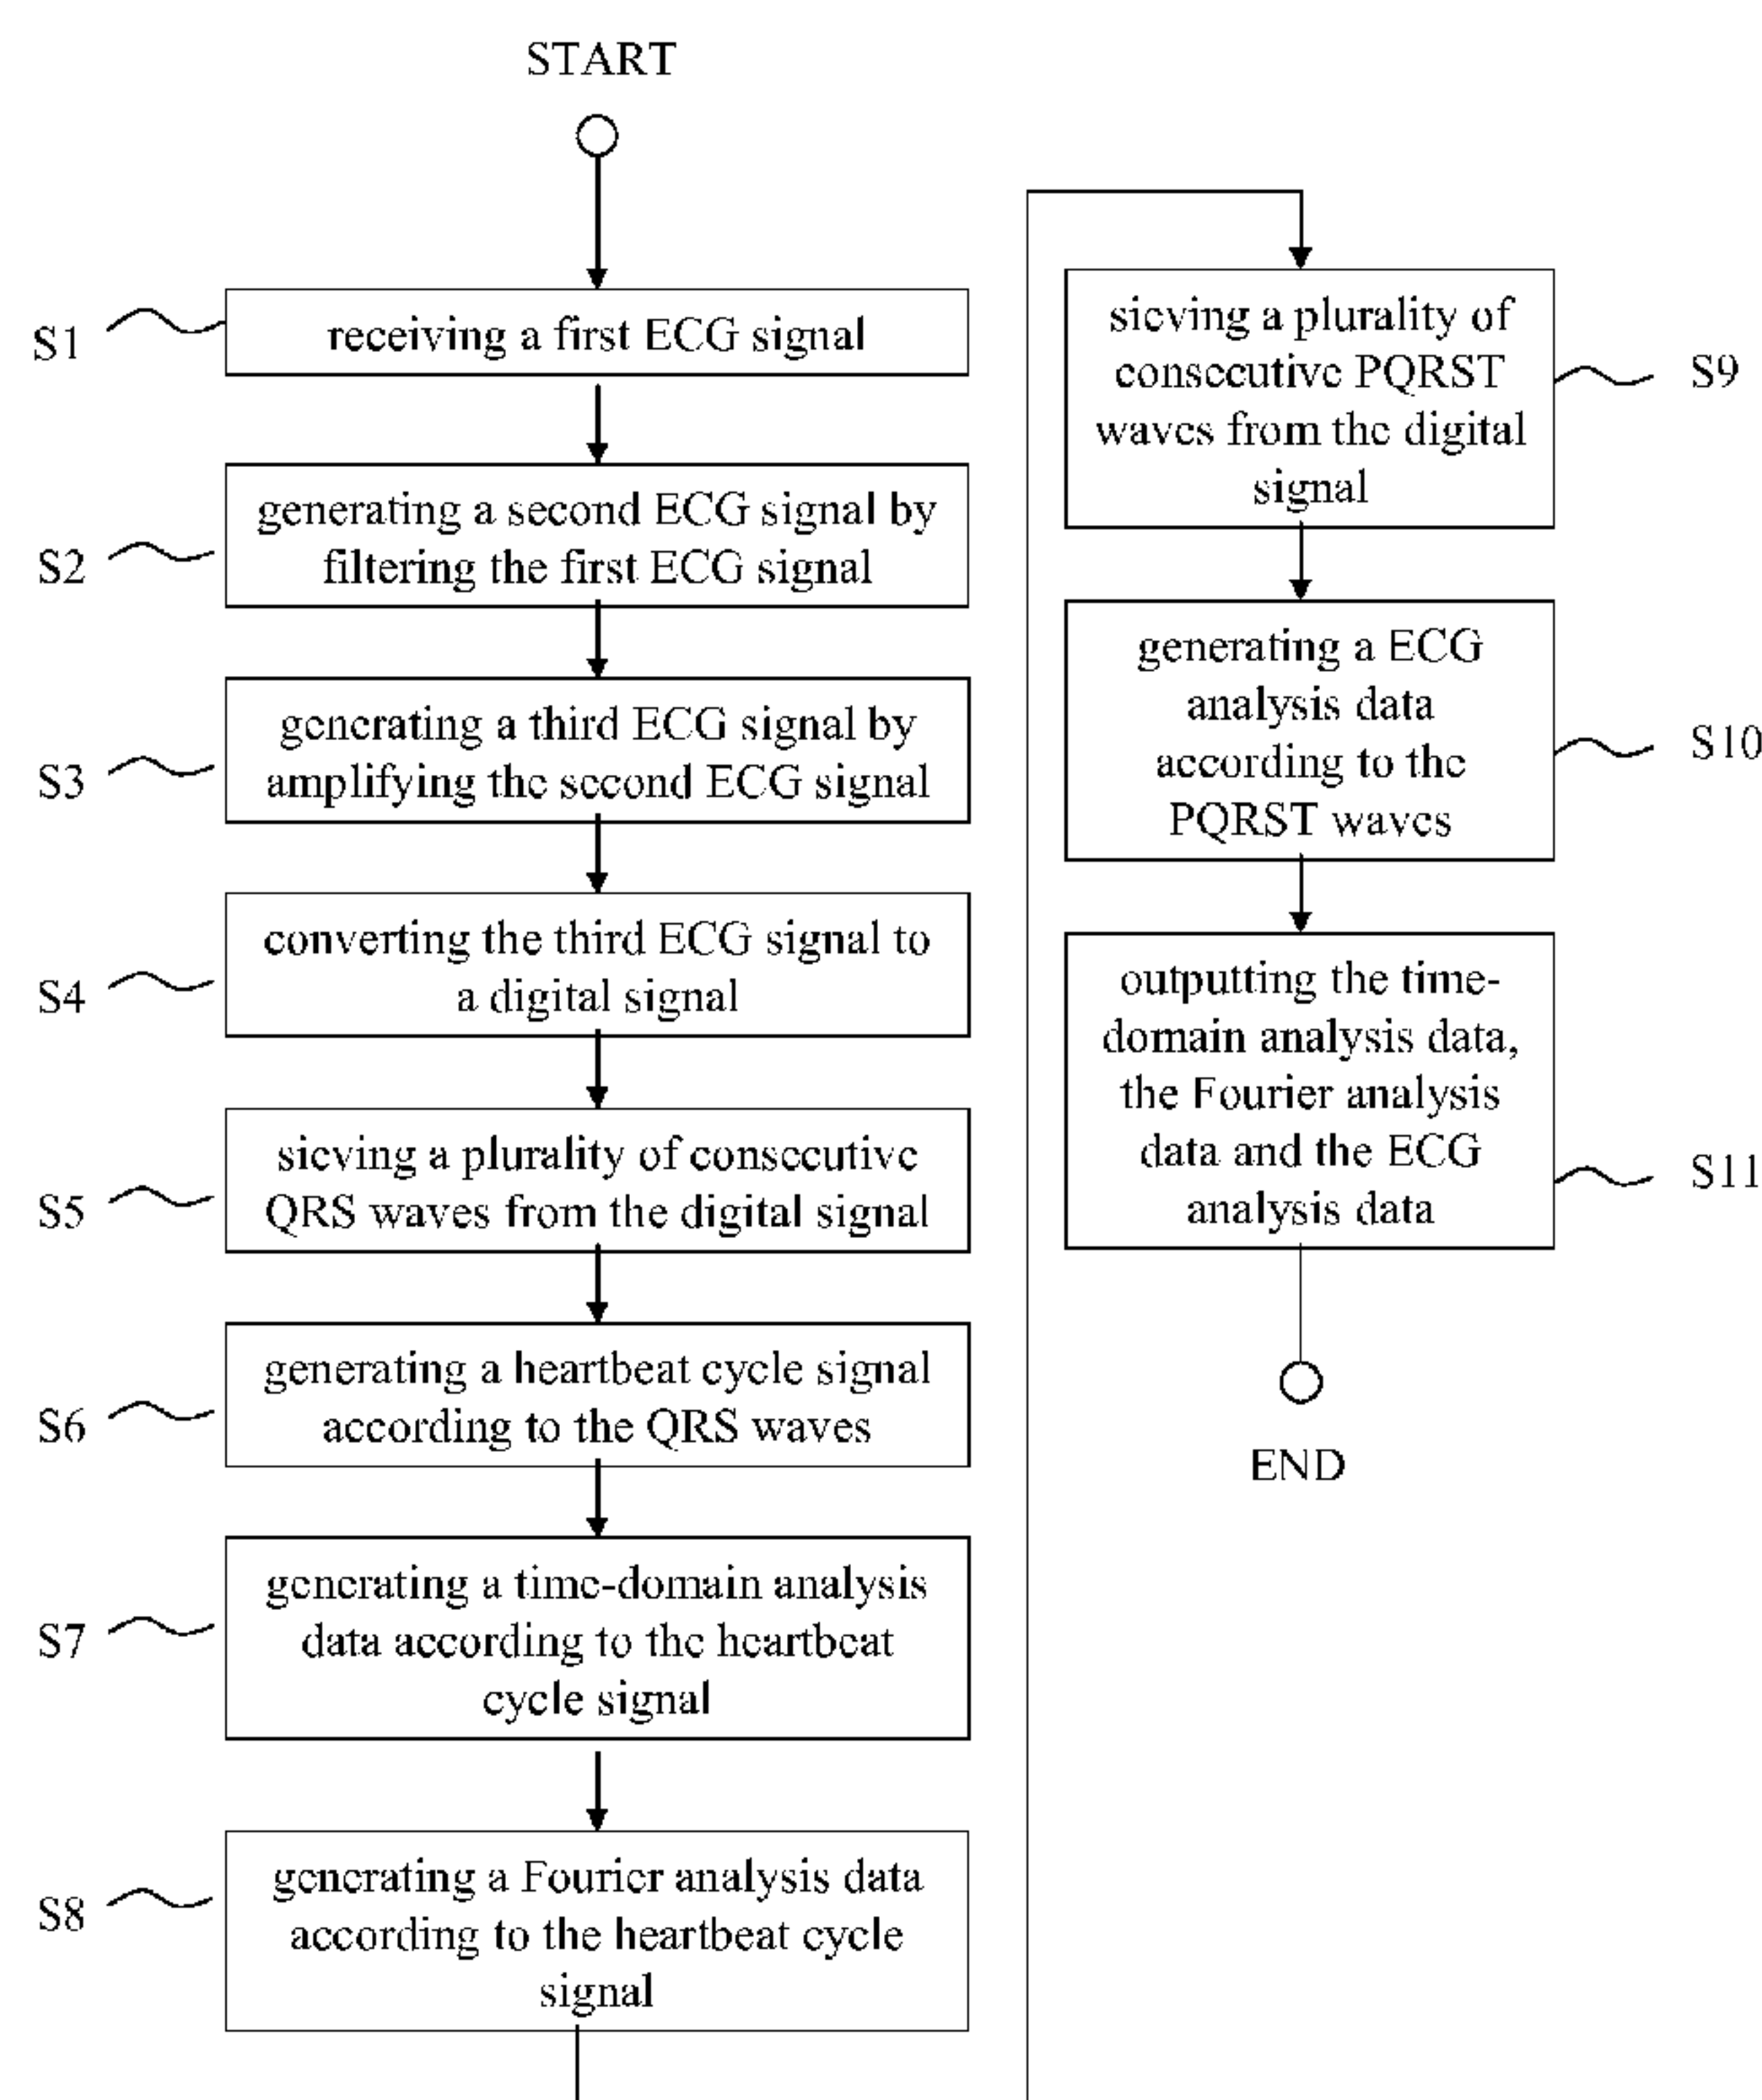 START
S1
receiving a first ECG signal
S2
generating a second ECG signal by
filtering the first ECG signal
S3
generating a third ECG signal by
amplifying the second ECG signal
S4
converting the third ECG signal to
a digital signal
S5
sieving a plurality of consecutive
QRS waves from the digital signal
S6
generating a heartbeat cycle signal
according to the QRS waves
S7
generating a time-domain analysis
data according to the heartbeat
cycle signal
S8
generating a Fourier analysis data
according to the heartbeat cycle
signal
sieving a plurality of
consecutive PQRST
waves from the digital
signal
S9
generating a ECG
analysis data
according to the
PQRST waves
S10
outputting the time-
domain analysis data,
the Fourier analysis
data and the ECG
analysis data
S11
END